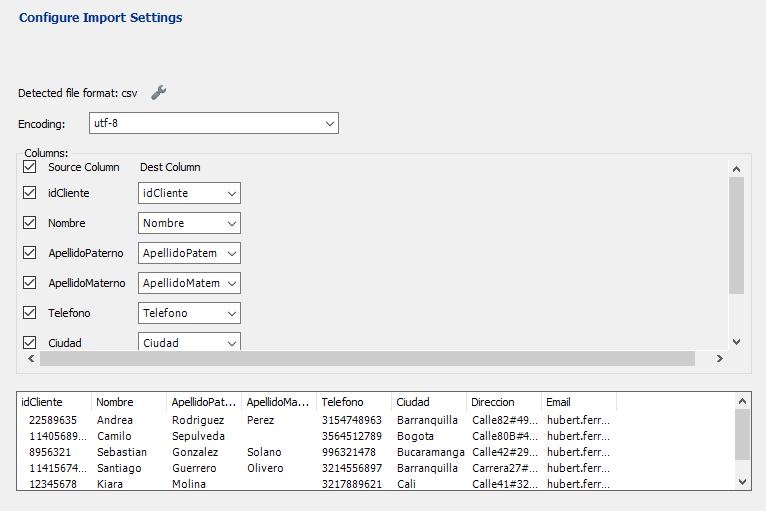 Configure Import Settings
Detected file format: csv
Encoding: utf-8
Columns:
Source Column Dest Column
idCliente idCliente
Nombre Nombre
ApellidoPaterno ApellidoPatern
ApellidoMaterno ApellidoMatern
Telefono Telefono
Ciudad Ciudad
idCliente Nombre ApellidoPat... ApellidoMa... Telefono Ciudad Direccion Email
22589635 Andrea Rodriguez Perez 3154748963 Barranquilla Calle82#49... hubert.ferr...
11405689... Camilo Sepulveda 3564512789 Bogota Calle80B#4... hubert.ferr...
8956321 Sebastian Gonzalez Solano 996321478 Bucaramanga Calle42#29... hubert.ferr...
11415674... Santiago Guerrero Olivero 3214556897 Barranquilla Carrera27#... hubert.ferr...
12345678 Kiara Molina 3217889621 Cali Calle41#32... hubert.ferr...